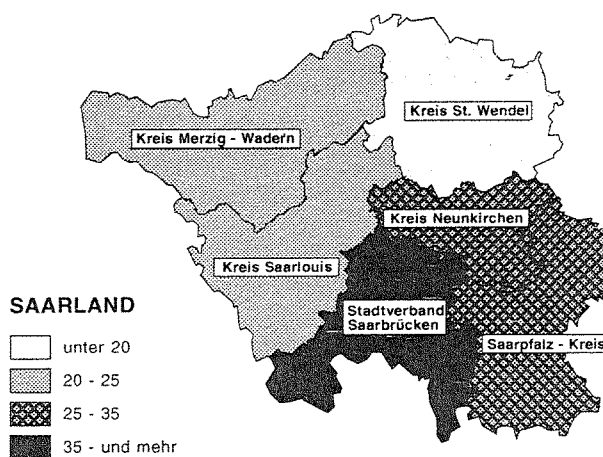 Kreis St. Wendel
Kreis Merzig - Wadern
Kreis Neunkirchen
Kreis Saarlouis
Stadtverband
Saarbrücken
Saarpfalz - Kreis
SAARLAND
unter 20
20 - 25
25 - 35
35 - und mehr